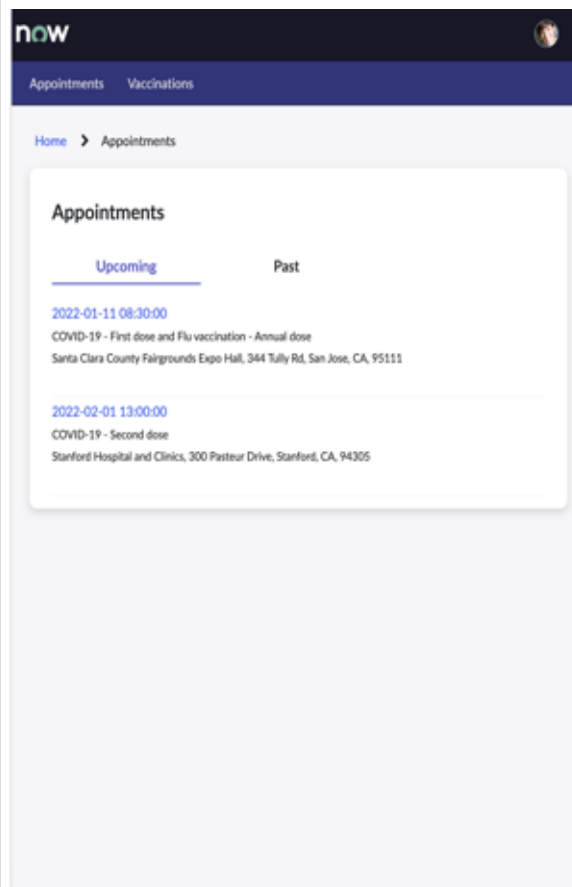 now
Appointments Vaccinations
Home > Appointments
Appointments
Upcoming Past
2022-01-11 08:30:00
COVID-19 - First dose and Flu vaccination - Annual dose
Santa Clara County Fairgrounds Expo Hall, 344 Tully Rd, San Jose, CA, 95111
2022-02-01 13:00:00
COVID-19 - Second dose
Stanford Hospital and Clinics, 300 Pasteur Drive, Stanford, CA, 94305